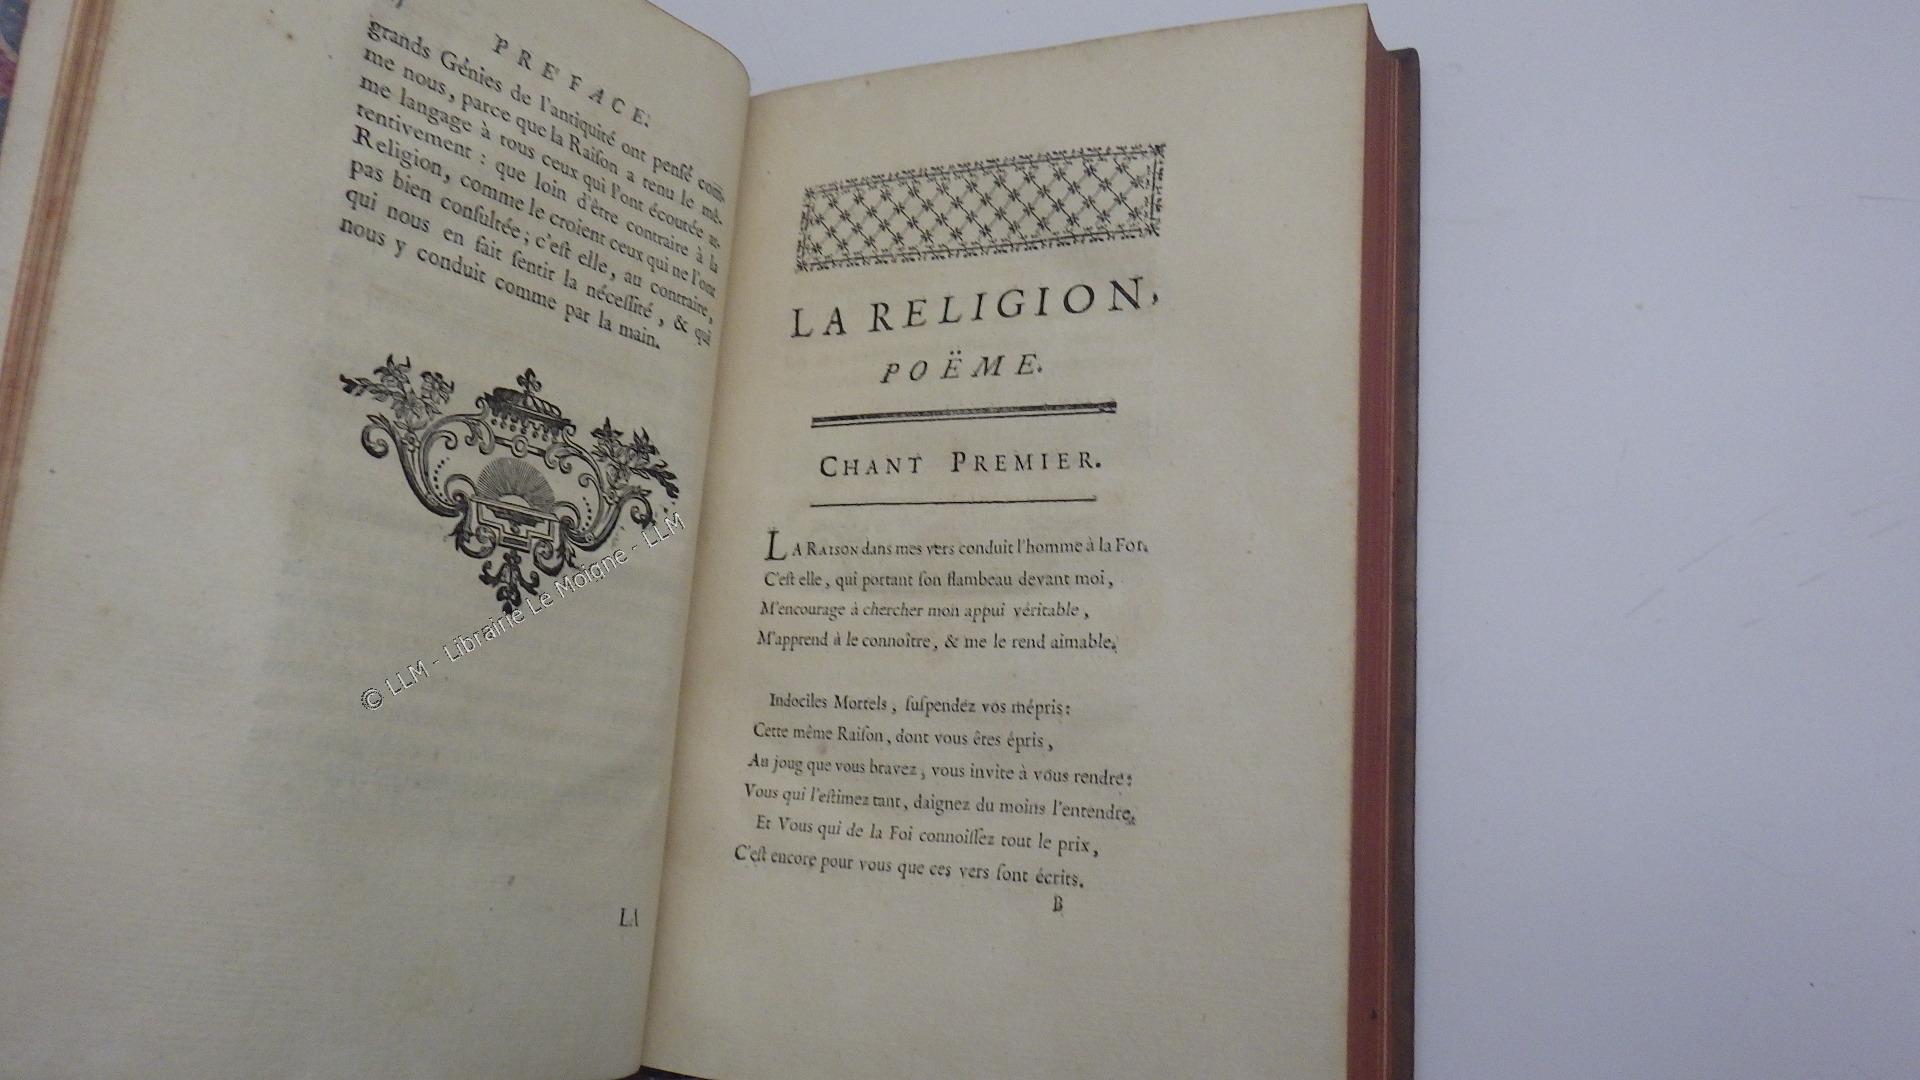 PRÉFACE.
grands Génies de l'antiquité ont pensé com-
me nous, parce que la Raiſon a tenu le mê-
me langage à tous ceux qui l'ont écoutée at-
tentivement : que loin d'être contraire à la
Religion, comme le croient ceux qui ne l'ont
pas bien conſultée ; c'eſt elle, au contraire,
qui nous en fait ſentir la néceſſité, & qui
nous y conduit comme par la main.
LA
© LLM - Librairie Le Moigne - LLM
LA RELIGION,
POËME.
CHANT PREMIER.
LA RAISON dans mes vers conduit l'homme à la FOI.
C'eſt elle, qui portant ſon flambeau devant moi,
M'encourage à chercher mon appui véritable,
M'apprend à le connoître, & me le rend aimable.
Indociles Mortels, ſuſpendez vos mépris :
Cette même Raiſon, dont vous êtes épris,
Au joug que vous bravez, vous invite à vous rendre :
Vous qui l'eſtimez tant, daignez du moins l'entendre.
Et Vous qui de la Foi connoiſſez tout le prix,
C'eſt encore pour vous que ces vers ſont écrits.
B